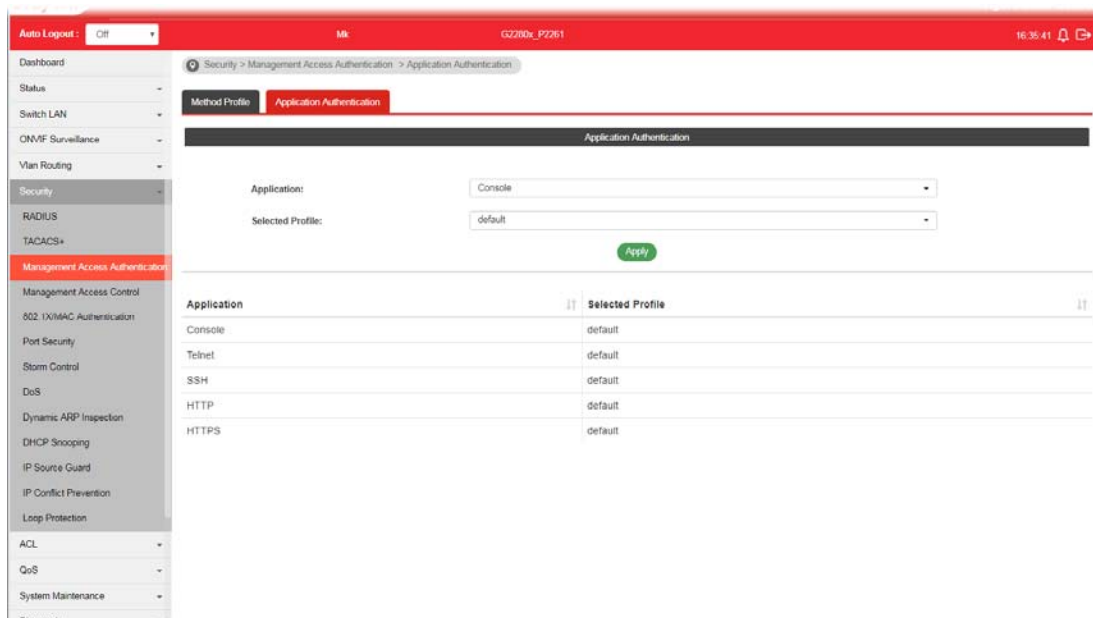 Auto Logout : Off Mk G2280x_P2261 16:35:41
Dashboard
Status
Switch LAN
ONVIF Surveillance
Vlan Routing
Security
RADIUS
TACACS+
Management Access Authentication
Management Access Control
802.1X/MAC Authentication
Port Security
Storm Control
DoS
Dynamic ARP Inspection
DHCP Snooping
IP Source Guard
IP Conflict Prevention
Loop Protection
ACL
QoS
System Maintenance
Security > Management Access Authentication > Application Authentication
Method Profile Application Authentication
Application Authentication
Application: Console
Selected Profile: default
Apply
Application Selected Profile
Console default
Telnet default
SSH default
HTTP default
HTTPS default